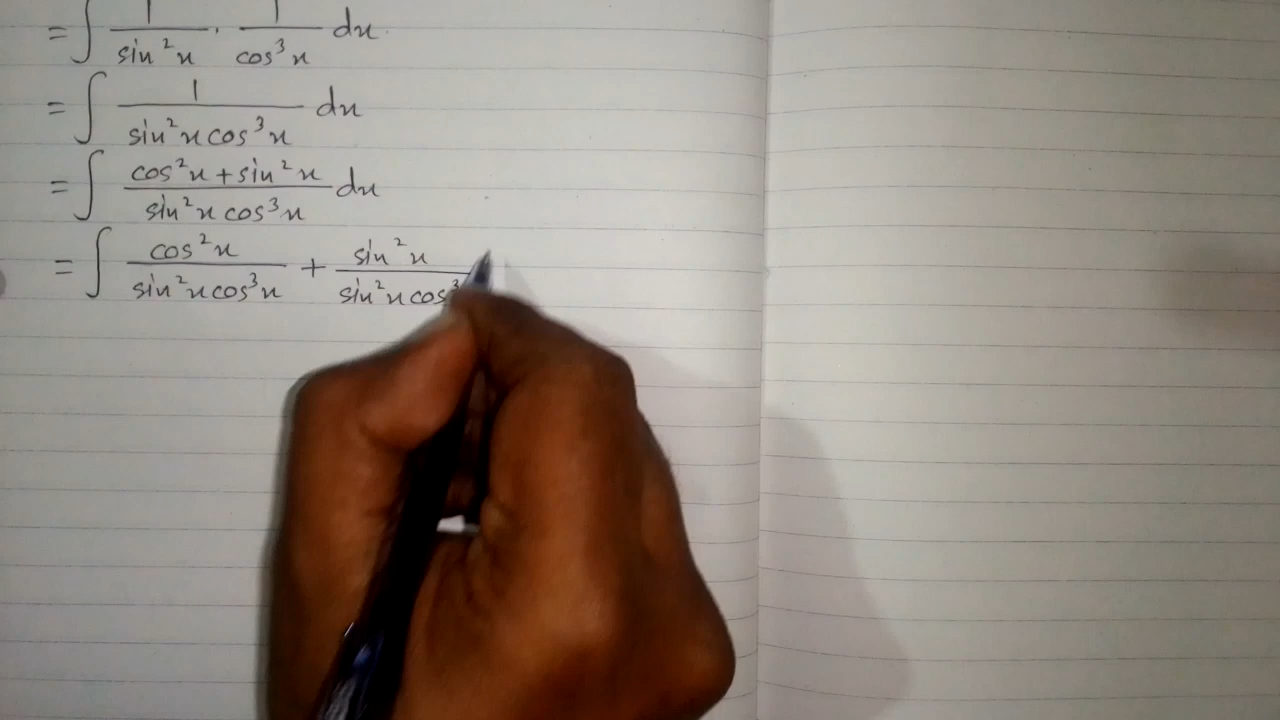 = ∫ 1/sin²x · 1/cos³x dx
= ∫ 1/(sin²x cos³x) dx
= ∫ (cos²x + sin²x)/(sin²x cos³x) dx
= ∫ cos²x/(sin²x cos³x) + sin²x/(sin²x cos³